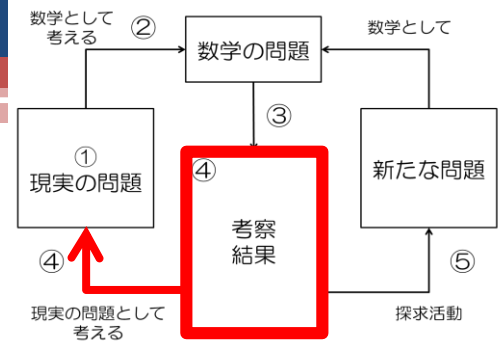 数学として
考える
②
数学の問題
数学として
③
①
現実の問題
④
考察
結果
新たな問題
④
⑤
現実の問題として
考える
探求活動